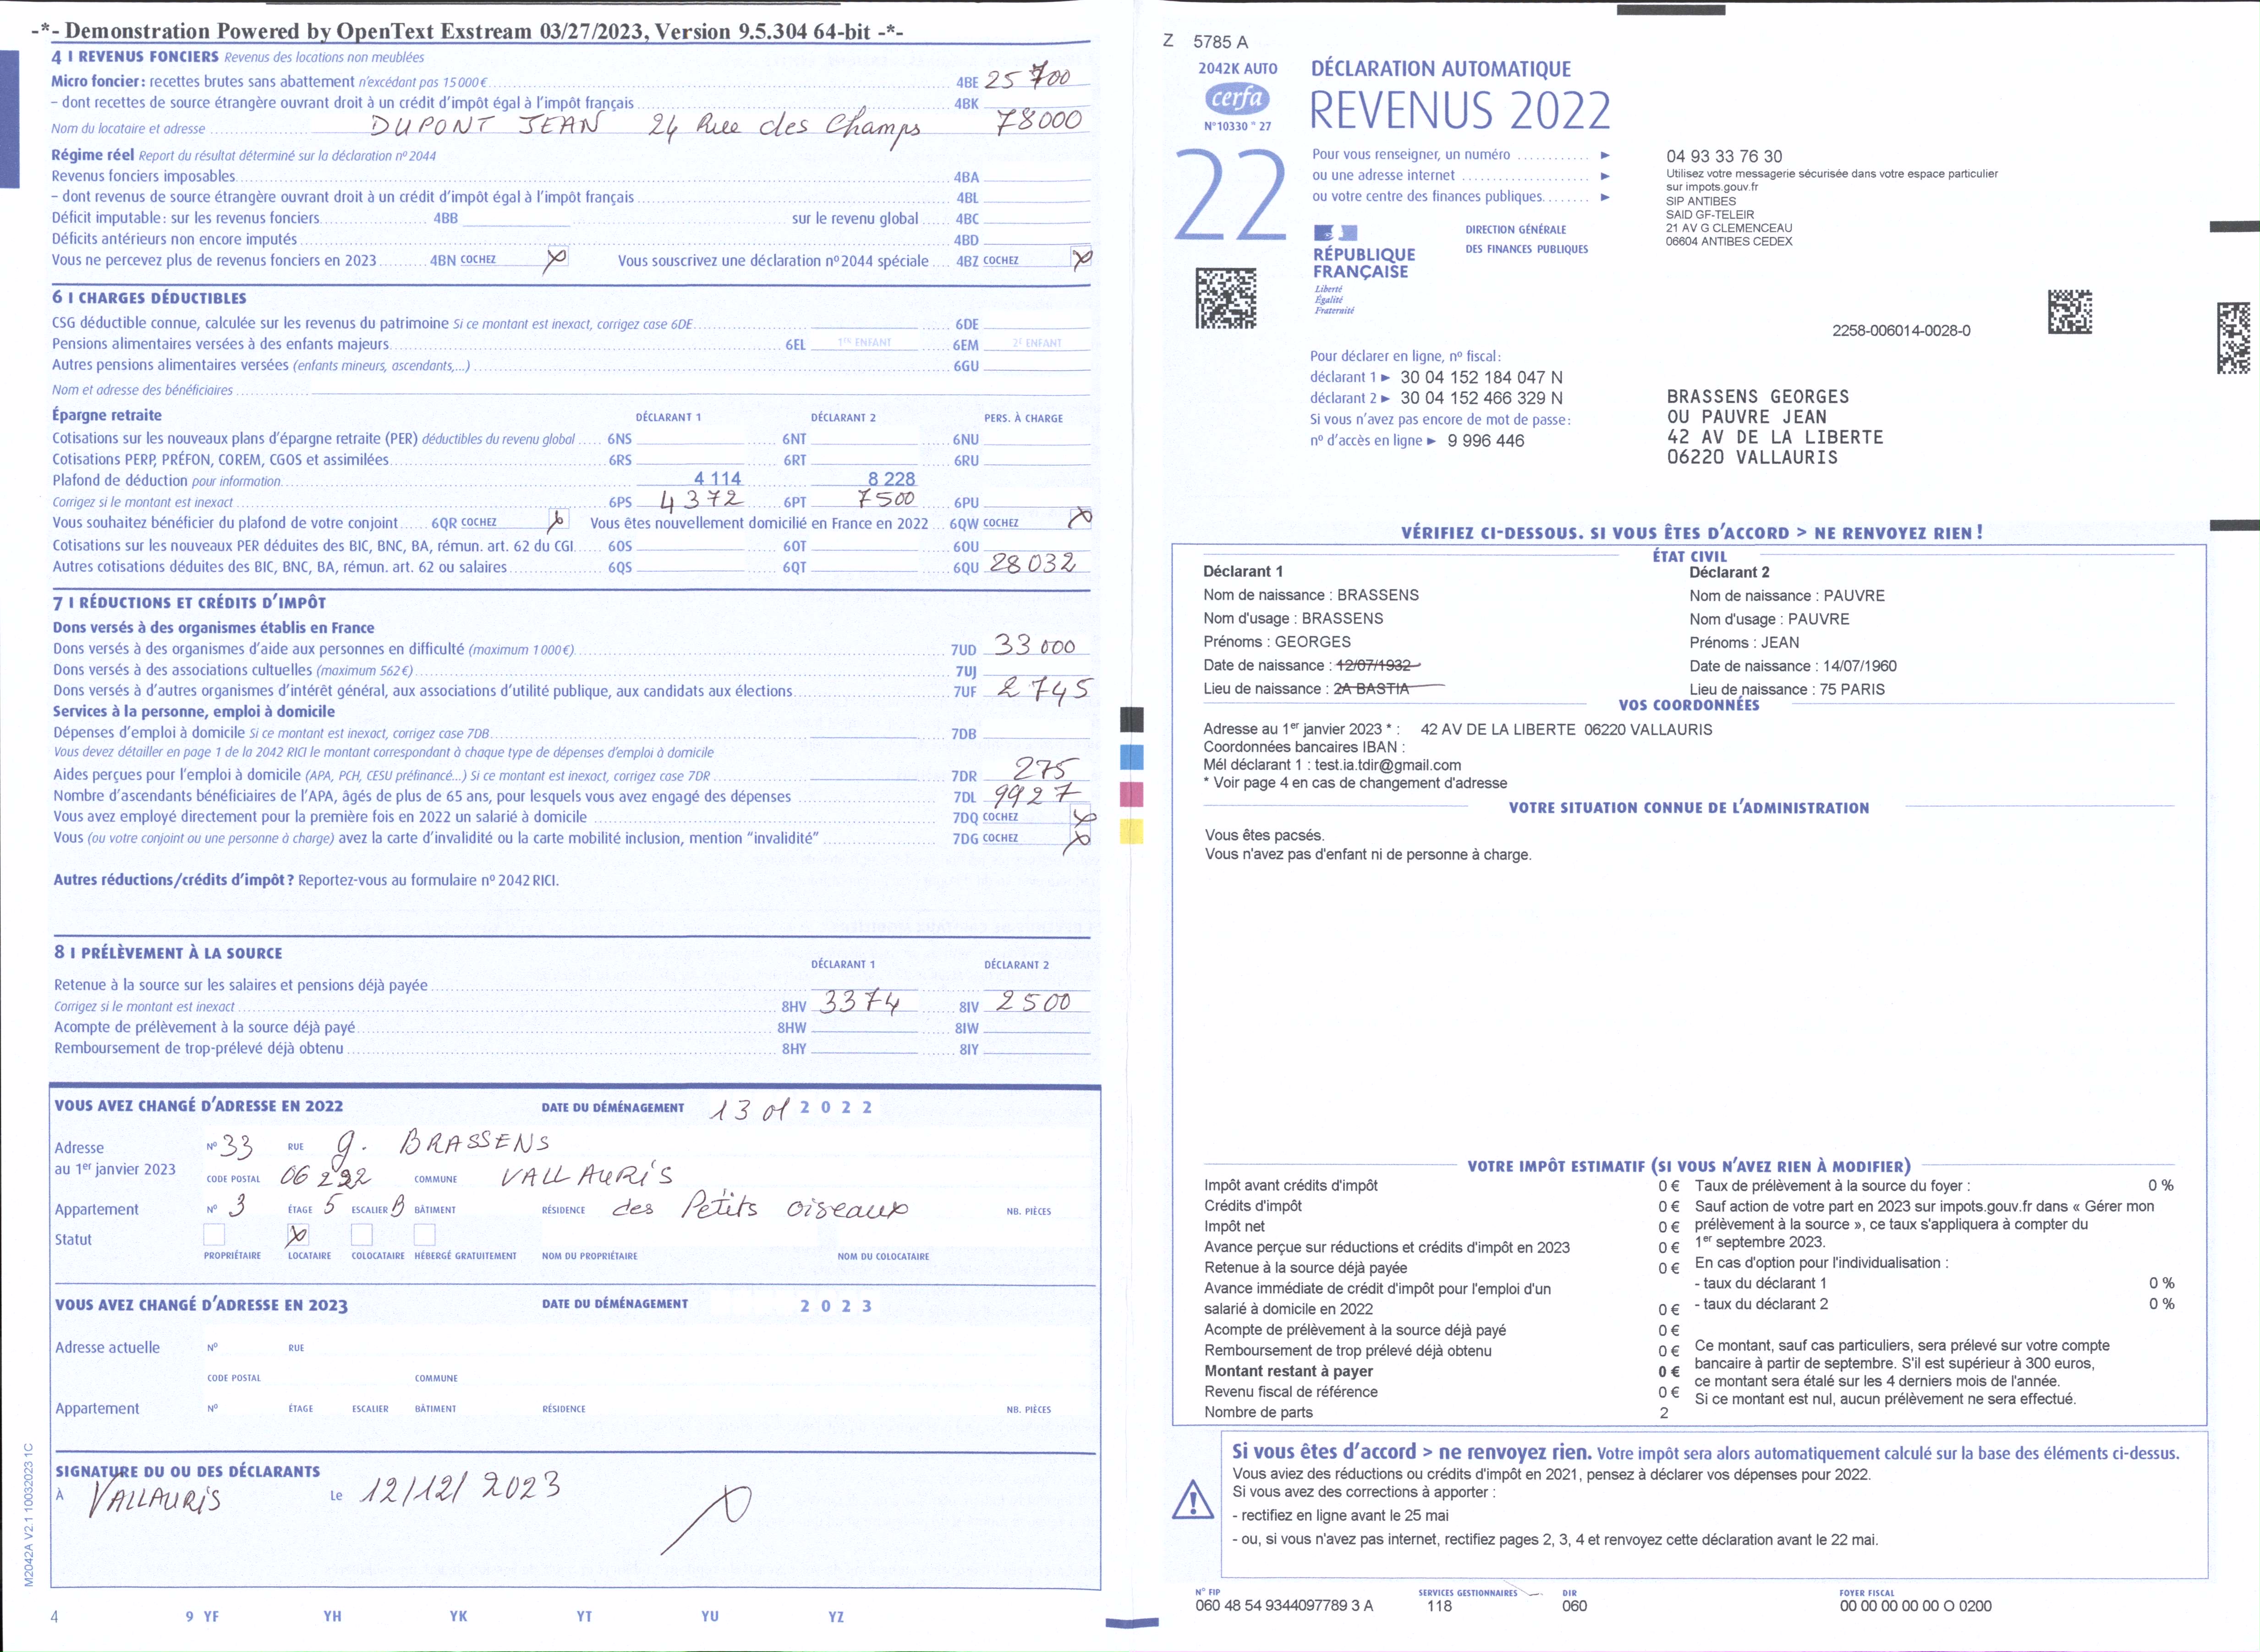 -*- Demonstration Powered by OpenText Exstream 03/27/2023, Version 9.5.304 64-bit -*-
4 I REVENUS FONCIERS Revenus des locations non meublées
Micro foncier : recettes brutes sans abattement n'excédant pas 15 000 € 4BE 25 700
– dont recettes de source étrangère ouvrant droit à un crédit d'impôt égal à l'impôt français 4BK 78000
Nom du locataire et adresse DUPONT JEAN 24 Rue des Champs
Régime réel Report du résultat déterminé sur la déclaration nº 2044
Revenus fonciers imposables 4BA
– dont revenus de source étrangère ouvrant droit à un crédit d'impôt égal à l'impôt français 4BL
Déficit imputable : sur les revenus fonciers 4BB sur le revenu global 4BC
Déficits antérieurs non encore imputés 4BD
Vous ne percevez plus de revenus fonciers en 2023 4BN COCHEZ X Vous souscrivez une déclaration nº 2044 spéciale 4BZ COCHEZ X
6 I CHARGES DÉDUCTIBLES
CSG déductible connue, calculée sur les revenus du patrimoine Si ce montant est inexact, corrigez case 6DE 6DE
Pensions alimentaires versées à des enfants majeurs 6EL 1ER ENFANT 6EM 2E ENFANT
Autres pensions alimentaires versées (enfants mineurs, ascendants,...) 6GU
Nom et adresse des bénéficiaires
Épargne retraite DÉCLARANT 1 DÉCLARANT 2 PERS. À CHARGE
Cotisations sur les nouveaux plans d'épargne retraite (PER) déductibles du revenu global 6NS 6NT 6NU
Cotisations PERP, PRÉFON, COREM, CGOS et assimilées 6RS 6RT 6RU
Plafond de déduction pour information 4 114 8 228
Corrigez si le montant est inexact 6PS 4372 6PT 7500 6PU
Vous souhaitez bénéficier du plafond de votre conjoint 6QR COCHEZ X Vous êtes nouvellement domicilié en France en 2022 6QW COCHEZ X
Cotisations sur les nouveaux PER déduites des BIC, BNC, BA, rémun. art. 62 du CGI 6OS 6OT 6OU
Autres cotisations déduites des BIC, BNC, BA, rémun. art. 62 ou salaires 6QS 6QT 6QU 28032
7 I RÉDUCTIONS ET CRÉDITS D'IMPÔT
Dons versés à des organismes établis en France
Dons versés à des organismes d'aide aux personnes en difficulté (maximum 1 000 €) 7UD 33 000
Dons versés à des associations cultuelles (maximum 562 €) 7UJ
Dons versés à d'autres organismes d'intérêt général, aux associations d'utilité publique, aux candidats aux élections 7UF 2745
Services à la personne, emploi à domicile
Dépenses d'emploi à domicile Si ce montant est inexact, corrigez case 7DB 7DB
Vous devez détailler en page 1 de la 2042 RICI le montant correspondant à chaque type de dépenses d'emploi à domicile
Aides perçues pour l'emploi à domicile (APA, PCH, CESU préfinancé...) Si ce montant est inexact, corrigez case 7DR 7DR 275
Nombre d'ascendants bénéficiaires de l'APA, âgés de plus de 65 ans, pour lesquels vous avez engagé des dépenses 7DL 9927
Vous avez employé directement pour la première fois en 2022 un salarié à domicile 7DQ COCHEZ X
Vous (ou votre conjoint ou une personne à charge) avez la carte d'invalidité ou la carte mobilité inclusion, mention "invalidité" 7DG COCHEZ X
Autres réductions/crédits d'impôt ? Reportez-vous au formulaire nº 2042 RICI.
8 I PRÉLÈVEMENT À LA SOURCE
DÉCLARANT 1 DÉCLARANT 2
Retenue à la source sur les salaires et pensions déjà payée
Corrigez si le montant est inexact 8HV 3374 8IV 2500
Acompte de prélèvement à la source déjà payé 8HW 8IW
Remboursement de trop-prélevé déjà obtenu 8HY 8IY
VOUS AVEZ CHANGÉ D'ADRESSE EN 2022 DATE DU DÉMÉNAGEMENT 13 01 2022
Adresse Nº 33 RUE g. BRASSENS
au 1er janvier 2023 CODE POSTAL 06 222 COMMUNE VALLAURIS
Appartement Nº 3 ÉTAGE 5 ESCALIER B BÂTIMENT RÉSIDENCE des Petits oiseaux NB. PIÈCES
Statut X
PROPRIÉTAIRE LOCATAIRE COLOCATAIRE HÉBERGÉ GRATUITEMENT NOM DU PROPRIÉTAIRE NOM DU COLOCATAIRE
VOUS AVEZ CHANGÉ D'ADRESSE EN 2023 DATE DU DÉMÉNAGEMENT 2023
Adresse actuelle Nº RUE
CODE POSTAL COMMUNE
Appartement Nº ÉTAGE ESCALIER BÂTIMENT RÉSIDENCE NB. PIÈCES
SIGNATURE DU OU DES DÉCLARANTS
À VALLAURIS Le 12/12/2023
M2042A V2.1 10032023 1C
4 9 YF YH YK YT YU YZ
Z 5785 A
2042K AUTO
cerfa
N° 10330 * 27
22
DÉCLARATION AUTOMATIQUE
REVENUS 2022
Pour vous renseigner, un numéro 04 93 33 76 30
ou une adresse internet Utilisez votre messagerie sécurisée dans votre espace particulier
sur impots.gouv.fr
ou votre centre des finances publiques SIP ANTIBES
SAID GF-TELEIR
21 AV G CLEMENCEAU
06604 ANTIBES CEDEX
RÉPUBLIQUE
FRANÇAISE
Liberté
Égalité
Fraternité
DIRECTION GÉNÉRALE
DES FINANCES PUBLIQUES
2258-006014-0028-0
Pour déclarer en ligne, nº fiscal :
déclarant 1 ► 30 04 152 184 047 N
déclarant 2 ► 30 04 152 466 329 N
Si vous n'avez pas encore de mot de passe :
nº d'accès en ligne ► 9 996 446
BRASSENS GEORGES
OU PAUVRE JEAN
42 AV DE LA LIBERTE
06220 VALLAURIS
VÉRIFIEZ CI-DESSOUS. SI VOUS ÊTES D'ACCORD > NE RENVOYEZ RIEN !
ÉTAT CIVIL
Déclarant 1 Déclarant 2
Nom de naissance : BRASSENS Nom de naissance : PAUVRE
Nom d'usage : BRASSENS Nom d'usage : PAUVRE
Prénoms : GEORGES Prénoms : JEAN
Date de naissance : 12/07/1932 Date de naissance : 14/07/1960
Lieu de naissance : 2A BASTIA Lieu de naissance : 75 PARIS
VOS COORDONNÉES
Adresse au 1er janvier 2023 * : 42 AV DE LA LIBERTE 06220 VALLAURIS
Coordonnées bancaires IBAN :
Mél déclarant 1 : test.ia.tdir@gmail.com
* Voir page 4 en cas de changement d'adresse
VOTRE SITUATION CONNUE DE L'ADMINISTRATION
Vous êtes pacsés.
Vous n'avez pas d'enfant ni de personne à charge.
VOTRE IMPÔT ESTIMATIF (SI VOUS N'AVEZ RIEN À MODIFIER)
Impôt avant crédits d'impôt 0 €
Crédits d'impôt 0 €
Impôt net 0 €
Avance perçue sur réductions et crédits d'impôt en 2023 0 €
Retenue à la source déjà payée 0 €
Avance immédiate de crédit d'impôt pour l'emploi d'un
salarié à domicile en 2022 0 €
Acompte de prélèvement à la source déjà payé 0 €
Remboursement de trop prélevé déjà obtenu 0 €
Montant restant à payer 0 €
Revenu fiscal de référence 0 €
Nombre de parts 2
Taux de prélèvement à la source du foyer : 0 %
Sauf action de votre part en 2023 sur impots.gouv.fr dans « Gérer mon
prélèvement à la source », ce taux s'appliquera à compter du
1er septembre 2023.
En cas d'option pour l'individualisation :
- taux du déclarant 1 0 %
- taux du déclarant 2 0 %
Ce montant, sauf cas particuliers, sera prélevé sur votre compte
bancaire à partir de septembre. S'il est supérieur à 300 euros,
ce montant sera étalé sur les 4 derniers mois de l'année.
Si ce montant est nul, aucun prélèvement ne sera effectué.
Si vous êtes d'accord > ne renvoyez rien. Votre impôt sera alors automatiquement calculé sur la base des éléments ci-dessus.
Vous aviez des réductions ou crédits d'impôt en 2021, pensez à déclarer vos dépenses pour 2022.
Si vous avez des corrections à apporter :
- rectifiez en ligne avant le 25 mai
- ou, si vous n'avez pas internet, rectifiez pages 2, 3, 4 et renvoyez cette déclaration avant le 22 mai.
N° FIP SERVICES GESTIONNAIRES DIR FOYER FISCAL
060 48 54 9344097789 3 A 118 060 00 00 00 00 00 O 0200